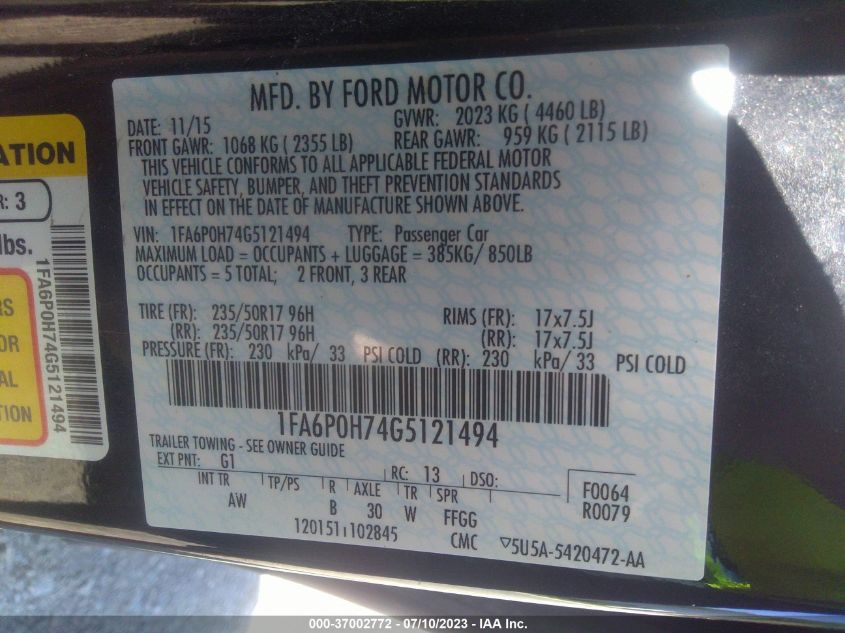 MFD. BY FORD MOTOR CO.
DATE: 11/15
GVWR: 2023 KG ( 4460 LB)
FRONT GAWR: 1068 KG ( 2355 LB)
REAR GAWR: 959 KG ( 2115 LB)
THIS VEHICLE CONFORMS TO ALL APPLICABLE FEDERAL MOTOR
VEHICLE SAFETY, BUMPER, AND THEFT PREVENTION STANDARDS
IN EFFECT ON THE DATE OF MANUFACTURE SHOWN ABOVE.
VIN: 1FA6P0H74G5121494 TYPE: Passenger Car
MAXIMUM LOAD = OCCUPANTS + LUGGAGE = 385KG/ 850LB
OCCUPANTS = 5 TOTAL; 2 FRONT, 3 REAR
TIRE (FR): 235/50R17 96H RIMS (FR): 17x7.5J
(RR): 235/50R17 96H (RR): 17x7.5J
PRESSURE (FR): 230 kPa/ 33 PSI COLD (RR): 230 kPa/ 33 PSI COLD
1FA6P0H74G5121494
TRAILER TOWING - SEE OWNER GUIDE
EXT PNT: G1 RC: 13 DSO:
INT TR TP/PS R AXLE TR SPR
AW B 30 W FFGG
F0064
R0079
120151 102845 CMC ▽5U5A-5420472-AA
ATION
R: 3
lbs.
RS
OR
AL
1FA6P0H74G5121494
000-37002772 - 07/10/2023 - IAA Inc.